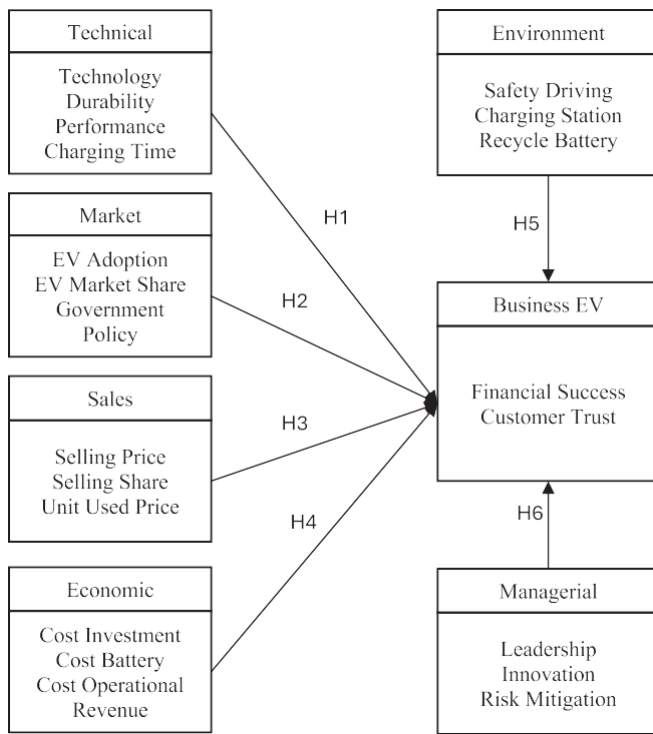 Technical
Technology
Durability
Performance
Charging Time
Market
EV Adoption
EV Market Share
Government
Policy
Sales
Selling Price
Selling Share
Unit Used Price
Economic
Cost Investment
Cost Battery
Cost Operational
Revenue
H1
H2
H3
H4
Environment
Safety Driving
Charging Station
Recycle Battery
H5
Business EV
Financial Success
Customer Trust
H6
Managerial
Leadership
Innovation
Risk Mitigation